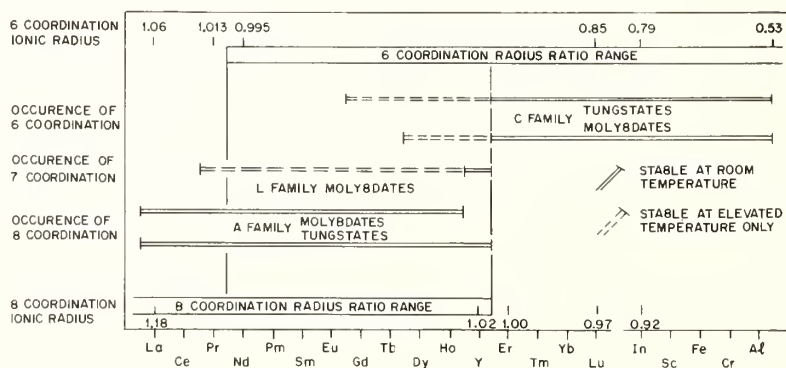 6 COORDINATION
IONIC RADIUS
1.06 1.013 0.995 0.85 0.79 0.53
6 COORDINATION RADIUS RATIO RANGE
OCCURENCE OF
6 COORDINATION
C FAMILY TUNGSTATES
MOLY8DATES
OCCURENCE OF
7 COORDINATION
L FAMILY MOLY8DATES
STABLE AT ROOM
TEMPERATURE
OCCURENCE OF
8 COORDINATION
A FAMILY MOLY8DATES
TUNGSTATES
STABLE AT ELEVATED
TEMPERATURE ONLY
8 COORDINATION
IONIC RADIUS
8 COORDINATION RADIUS RATIO RANGE
1.18 1.02 1.00 0.97 0.92
La Pr Pm Eu Tb Ho Er Yb In Fe Al
Ce Nd Sm Gd Dy Y Tm Lu Sc Cr